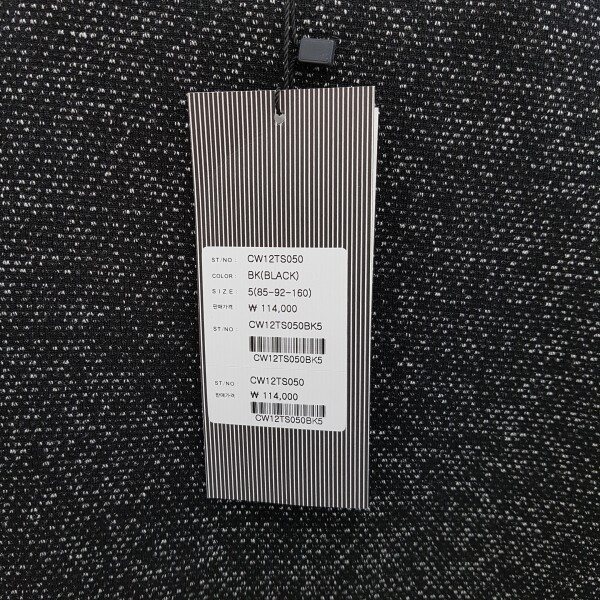 ST/NO : CW12TS050
COLOR : BK(BLACK)
SIZE : 5(85-92-160)
판매가격 ₩ 114,000
ST/NO : CW12TS050BK5
CW12TS050BK5
ST/NO CW12TS050
판매가격 ₩ 114,000
CW12TS050BK5